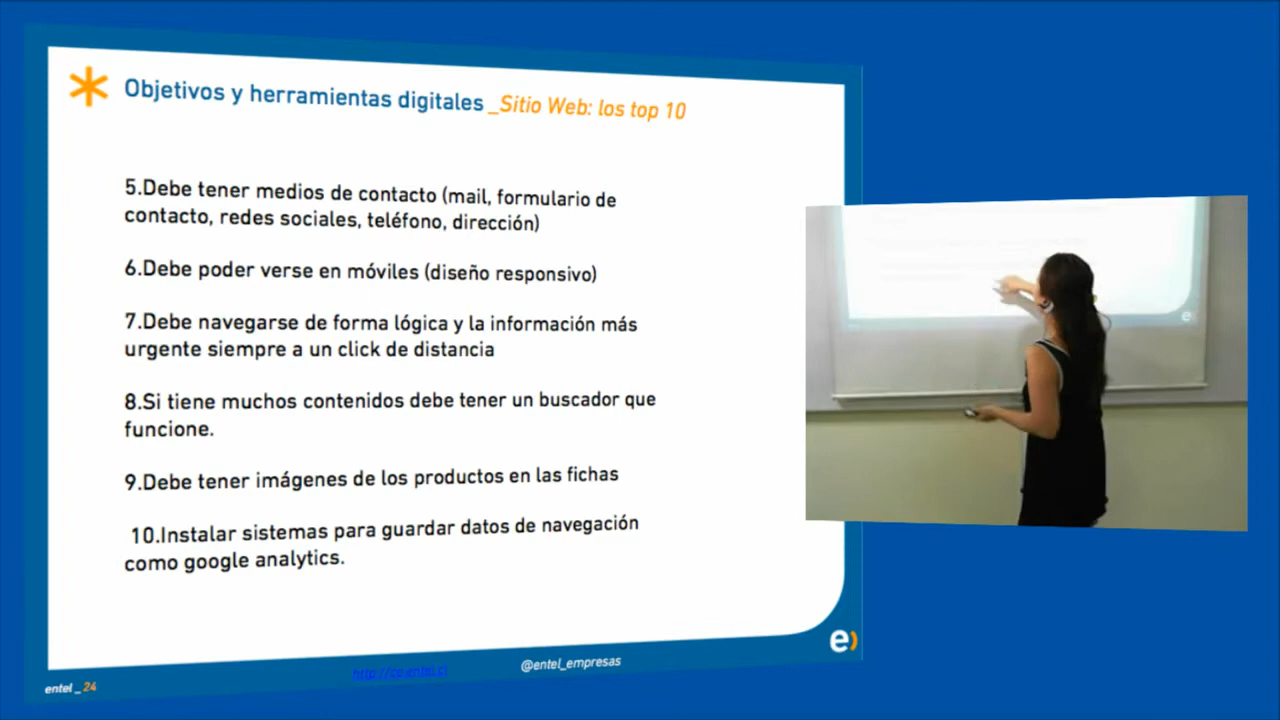 Objetivos y herramientas digitales _Sitio Web: los top 10
5.Debe tener medios de contacto (mail, formulario de
contacto, redes sociales, teléfono, dirección)
6.Debe poder verse en móviles (diseño responsivo)
7.Debe navegarse de forma lógica y la información más
urgente siempre a un click de distancia
8.Si tiene muchos contenidos debe tener un buscador que
funcione.
9.Debe tener imágenes de los productos en las fichas
10.Instalar sistemas para guardar datos de navegación
como google analytics.
e)
entel _ 24
@entel_empresas